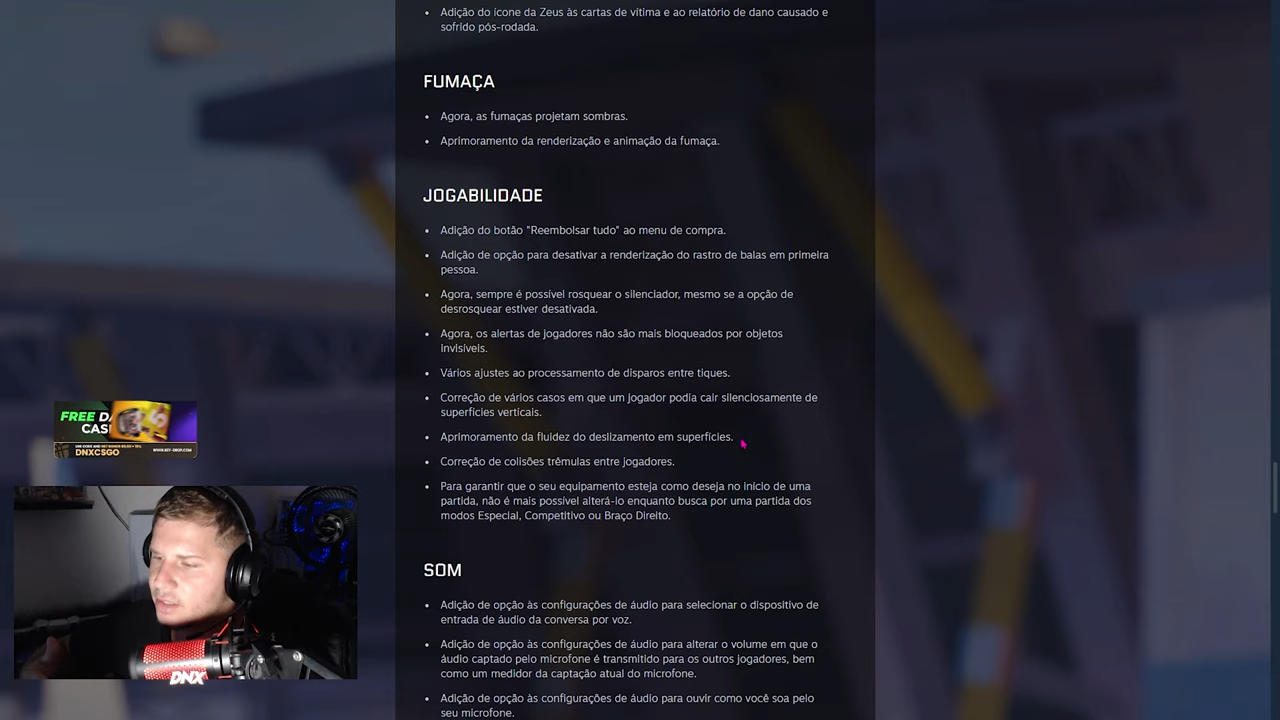 Adição do ícone da Zeus às cartas de vítima e ao relatório de dano causado e
sofrido pós-rodada.
FUMAÇA
Agora, as fumaças projetam sombras.
Aprimoramento da renderização e animação da fumaça.
JOGABILIDADE
Adição do botão "Reembolsar tudo" ao menu de compra.
Adição de opção para desativar a renderização do rastro de balas em primeira
pessoa.
Agora, sempre é possível rosquear o silenciador, mesmo se a opção de
desrosquear estiver desativada.
Agora, os alertas de jogadores não são mais bloqueados por objetos
invisíveis.
Vários ajustes ao processamento de disparos entre tiques.
Correção de vários casos em que um jogador podia cair silenciosamente de
superfícies verticais.
Aprimoramento da fluidez do deslizamento em superfícies.
Correção de colisões trêmulas entre jogadores.
Para garantir que o seu equipamento esteja como deseja no início de uma
partida, não é mais possível alterá-lo enquanto busca por uma partida dos
modos Especial, Competitivo ou Braço Direito.
SOM
Adição de opção às configurações de áudio para selecionar o dispositivo de
entrada de áudio da conversa por voz.
Adição de opção às configurações de áudio para alterar o volume em que o
áudio captado pelo microfone é transmitido para os outros jogadores, bem
como um medidor da captação atual do microfone.
Adição de opção às configurações de áudio para ouvir como você soa pelo
seu microfone.
FREE D
CAS
DNXCSGO
WWW.KEY-DROP.COM
DNX